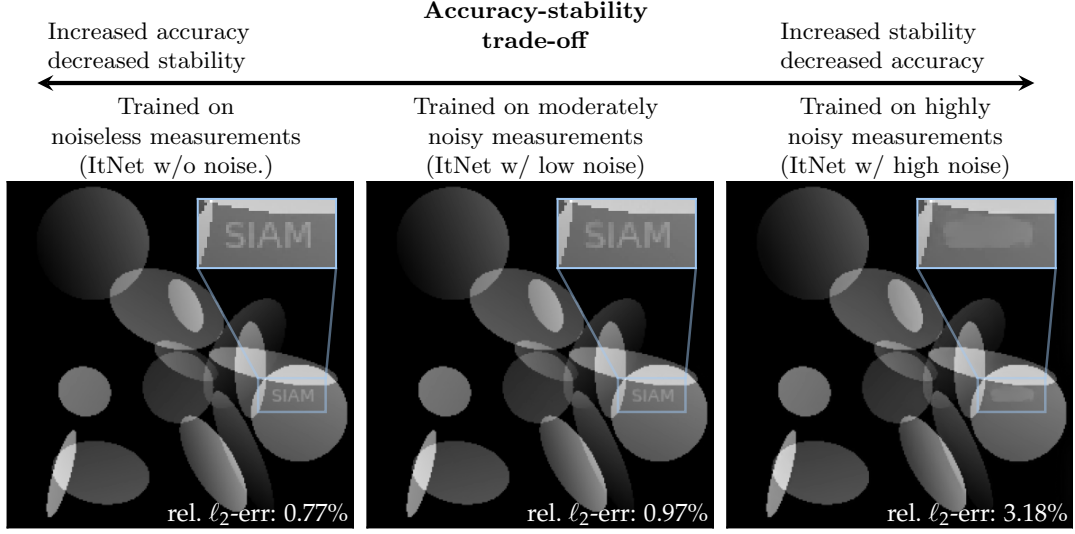 Accuracy-stability
trade-off
Increased accuracy
decreased stability
Increased stability
decreased accuracy
Trained on
noiseless measurements
(ItNet w/o noise.)
Trained on moderately
noisy measurements
(ItNet w/ low noise)
Trained on highly
noisy measurements
(ItNet w/ high noise)
SIAM
SIAM
rel. ℓ₂-err: 0.77%
SIAM
SIAM
rel. ℓ₂-err: 0.97%
rel. ℓ₂-err: 3.18%